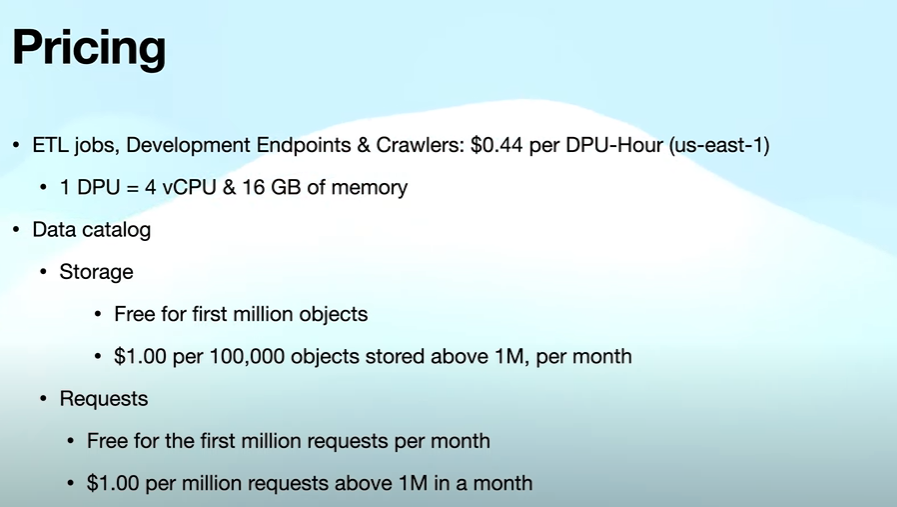 Pricing
• ETL jobs, Development Endpoints & Crawlers: $0.44 per DPU-Hour (us-east-1)
• 1 DPU = 4 vCPU & 16 GB of memory
• Data catalog
• Storage
• Free for first million objects
• $1.00 per 100,000 objects stored above 1M, per month
• Requests
• Free for the first million requests per month
• $1.00 per million requests above 1M in a month